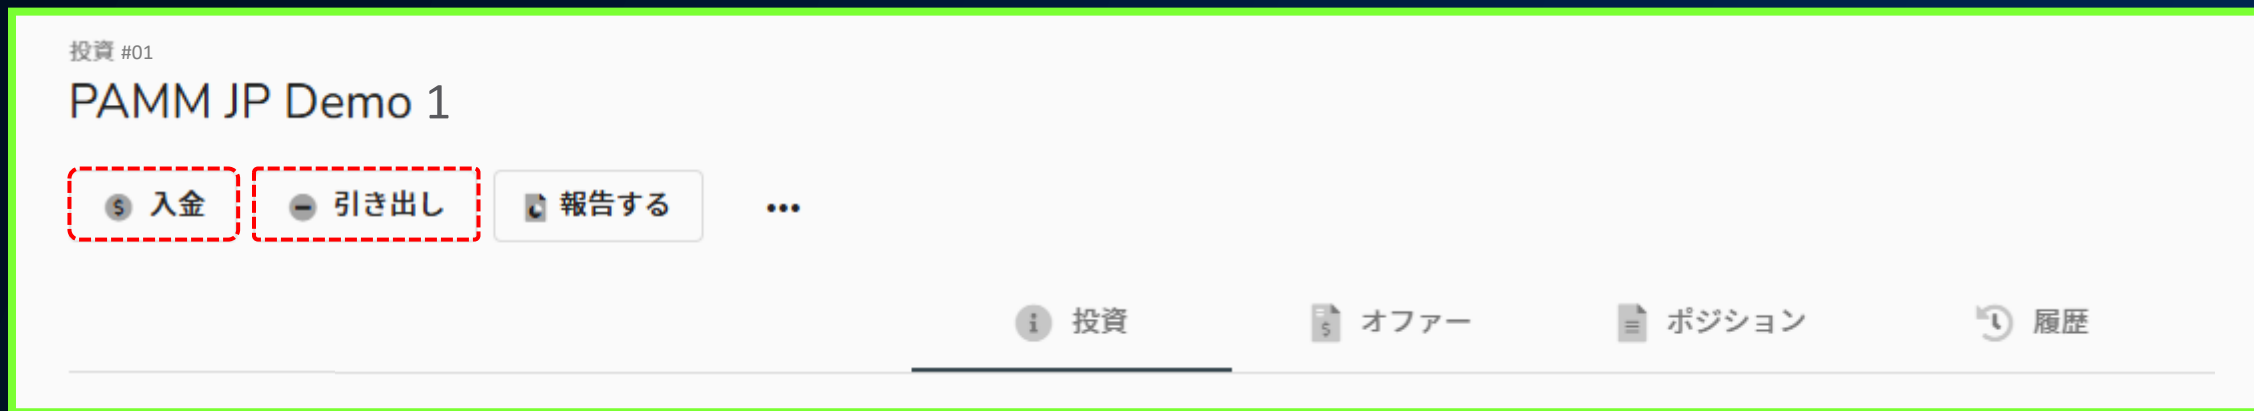 投資 #01
PAMM JP Demo 1
入金 引き出し 報告する •••
投資 オファー ポジション 履歴